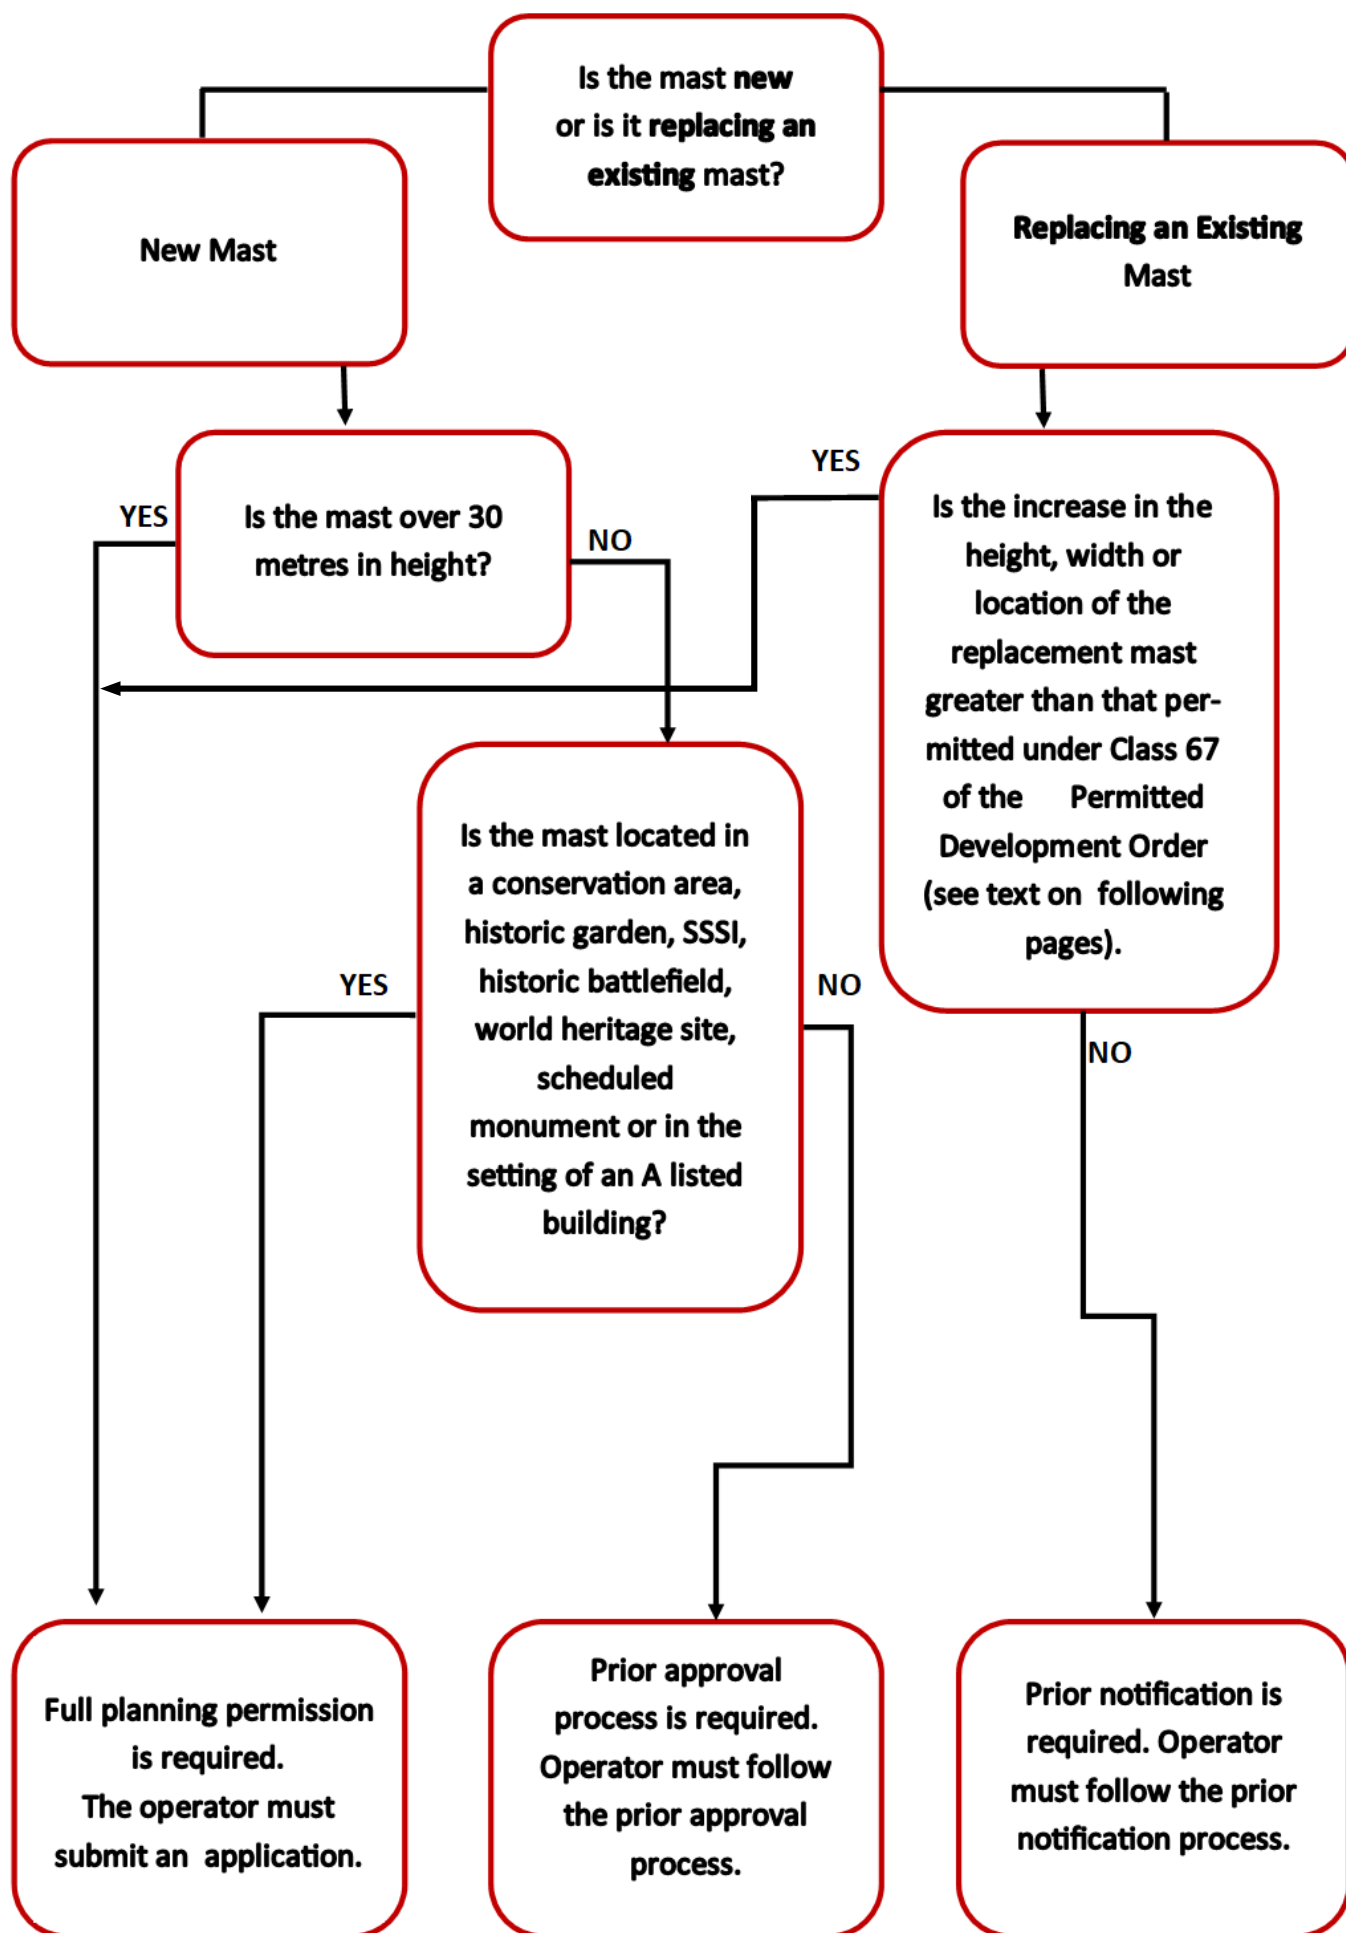 Is the mast new
or is it replacing an
existing mast?
New Mast
Replacing an Existing
Mast
YES
Is the mast over 30
metres in height?
NO
YES
Is the increase in the
height, width or
location of the
replacement mast
greater than that per-
mitted under Class 67
of the Permitted
Development Order
(see text on following
pages).
Is the mast located in
a conservation area,
historic garden, SSSI,
historic battlefield,
world heritage site,
scheduled
monument or in the
setting of an A listed
building?
YES
NO
NO
Full planning permission
is required.
The operator must
submit an application.
Prior approval
process is required.
Operator must follow
the prior approval
process.
Prior notification is
required. Operator
must follow the prior
notification process.